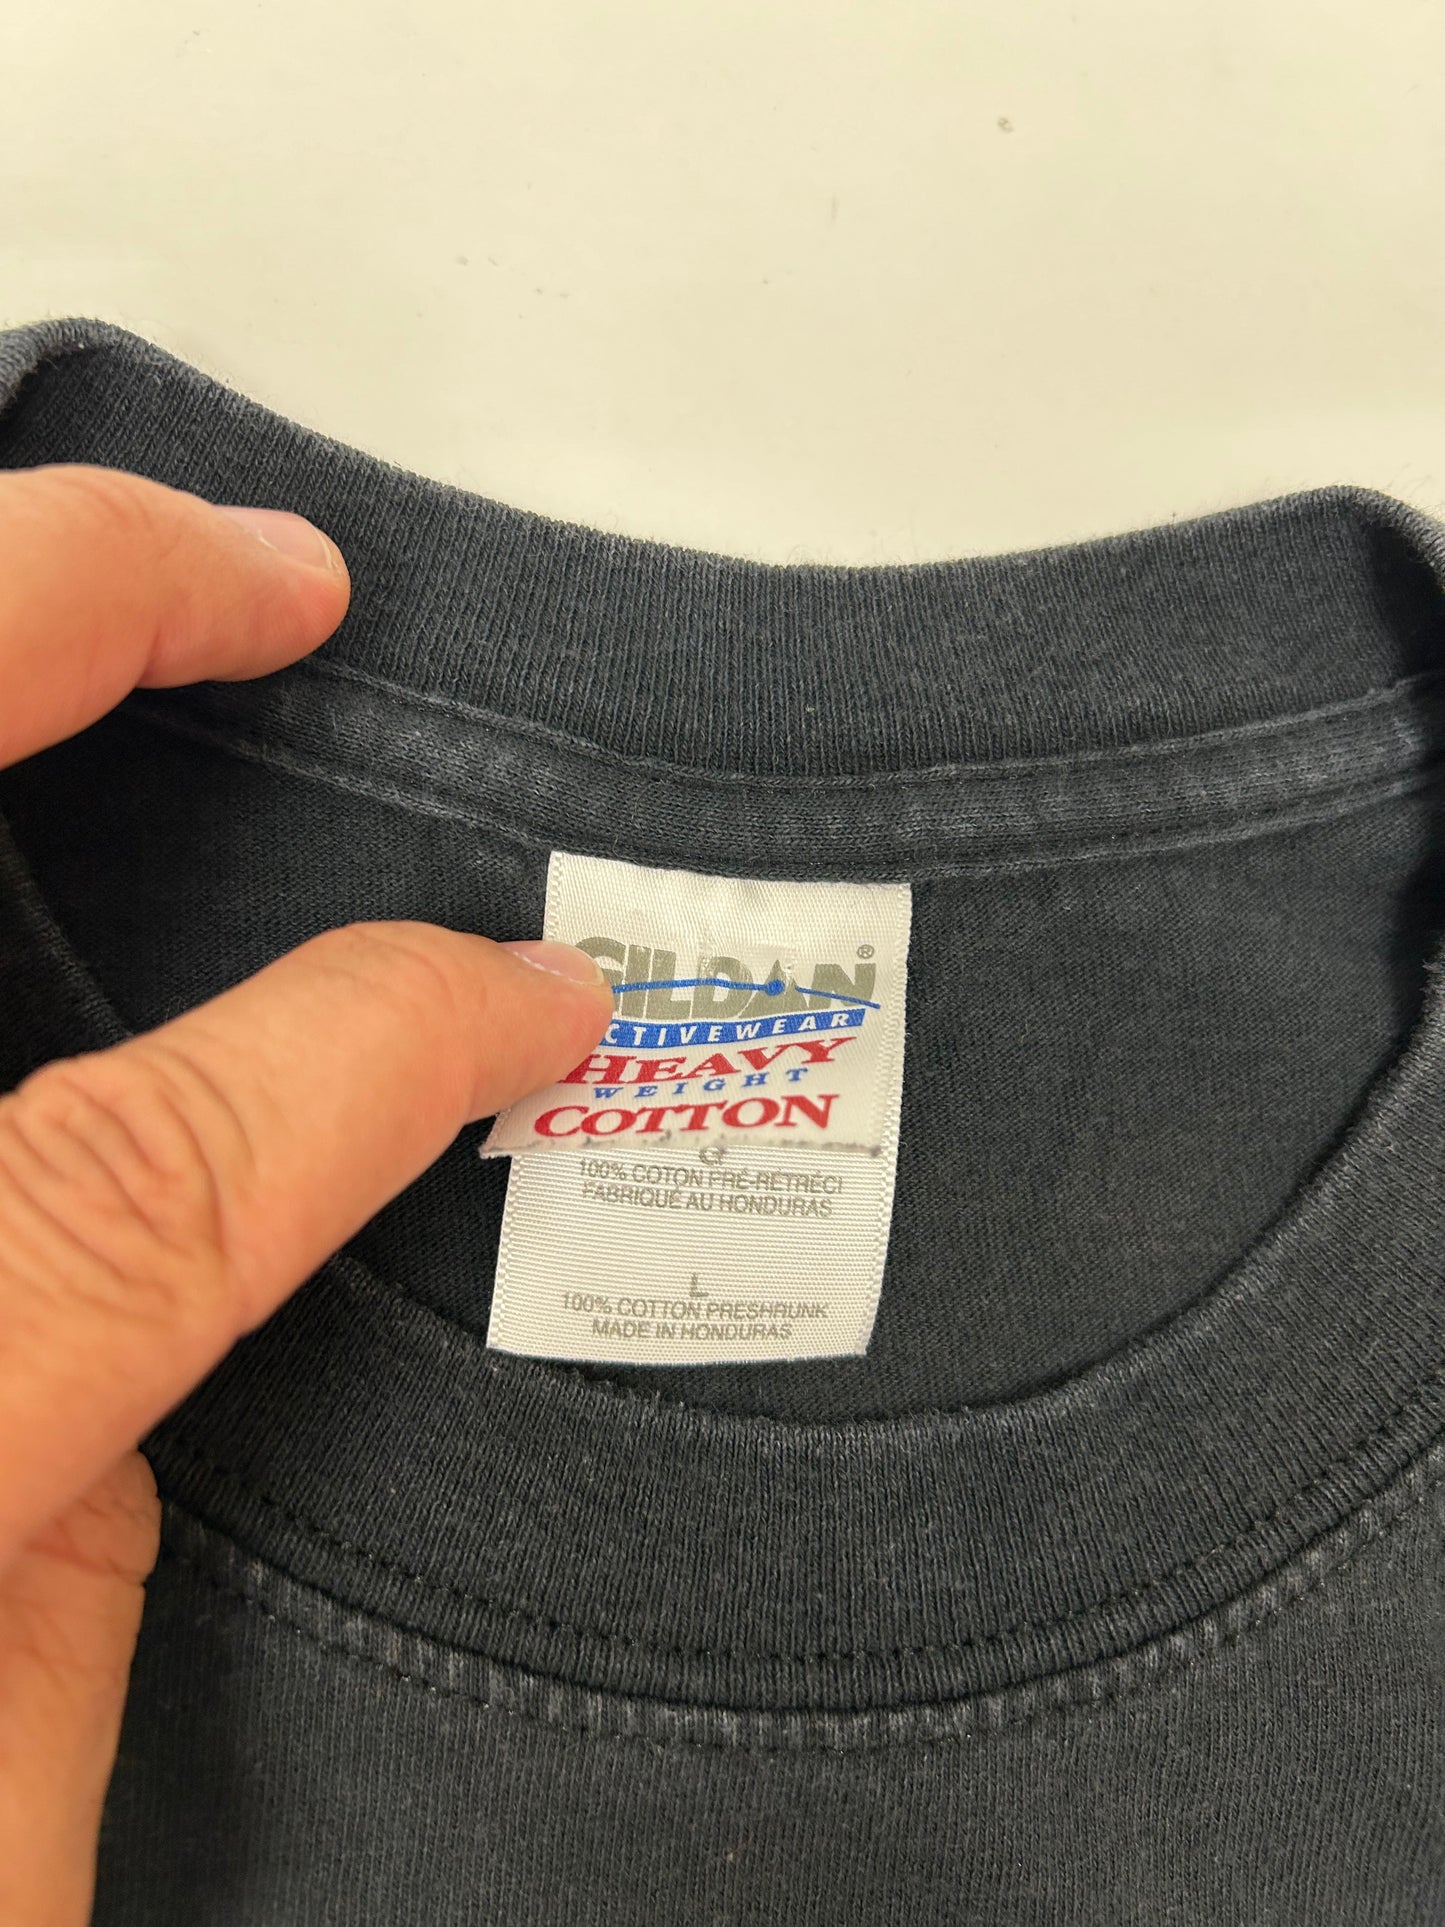 GILDAN®
ACTIVEWEAR
HEAVY
WEIGHT
COTTON
G
100% COTON PRÉ-RÉTRÉCI
FABRIQUÉ AU HONDURAS
L
100% COTTON PRESHRUNK
MADE IN HONDURAS